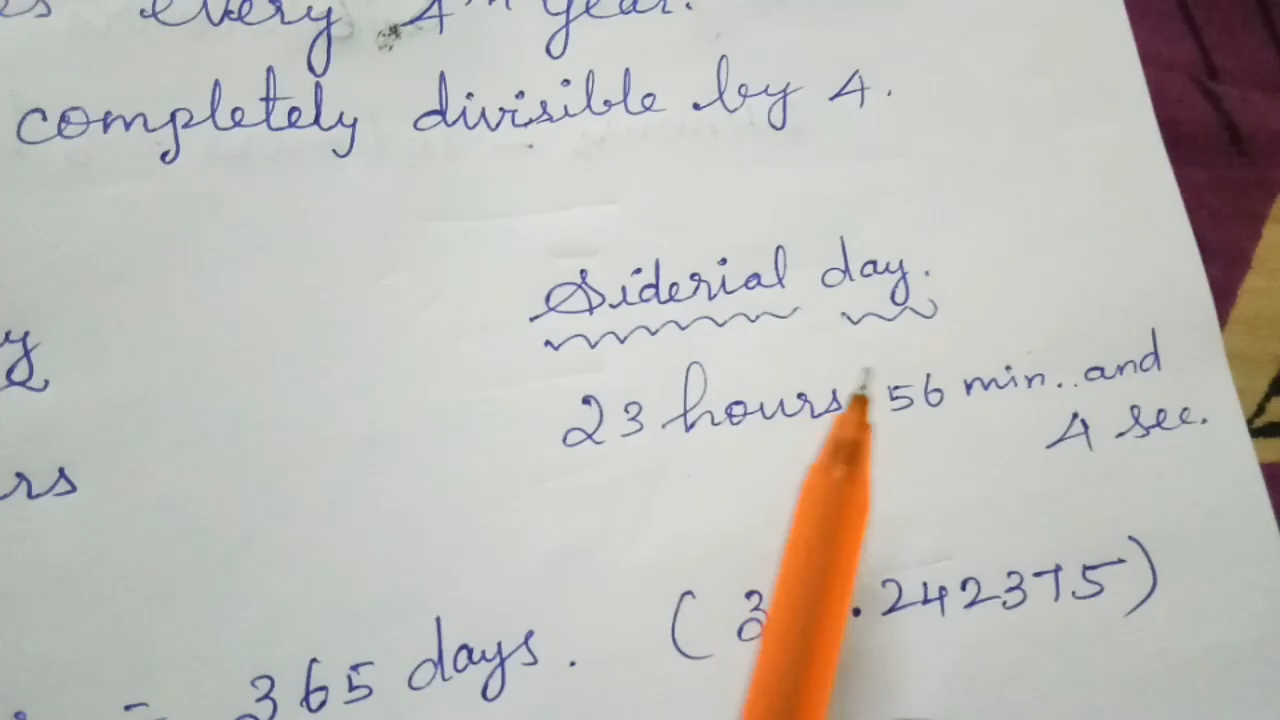 every 4th year.
completely divisible by 4.
Siderial day.
23 hours 56 min.. and
4 sec.
(3 .242375)
= 365 days.